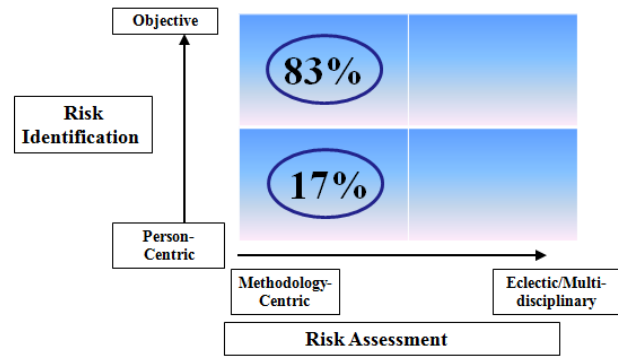 Objective
83%
Risk
Identification
17%
Person-
Centric
Methodology-
Centric
Eclectic/Multi-
disciplinary
Risk Assessment